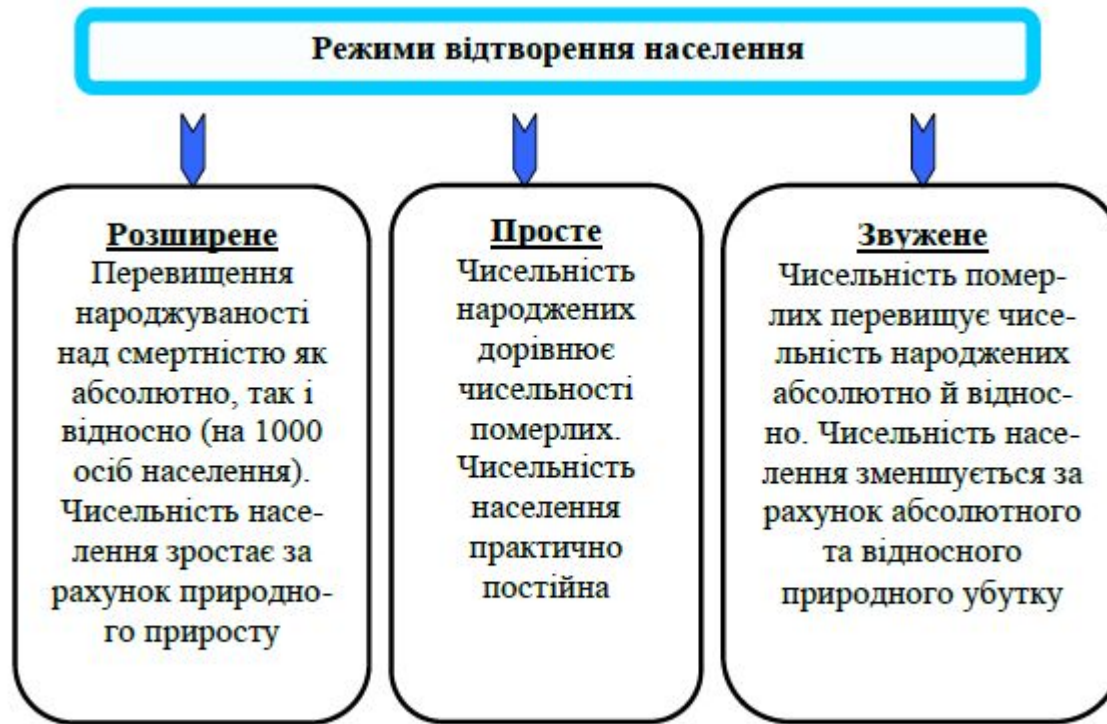 Режими відтворення населення
Розширене
Перевищення
народжуваності
над смертністю як
абсолютно, так і
відносно (на 1000
осіб населення).
Чисельність насе-
лення зростає за
рахунок природно-
го приросту
Просте
Чисельність
народжених
дорівнює
чисельності
померлих.
Чисельність
населення
практично
постійна
Звужене
Чисельність помер-
лих перевищує чисе-
льність народжених
абсолютно й віднос-
но. Чисельність насе-
лення зменшується за
рахунок абсолютного
та відносного
природного убутку